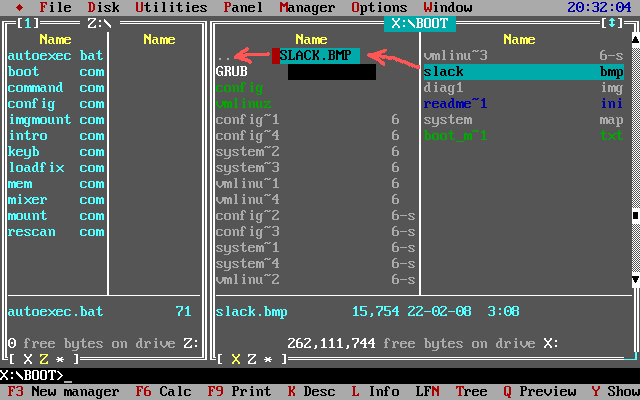 ♦ File Disk Utilities Panel Manager Options Window 20:32:04
[1] Z:\
Name Name
autoexec bat
boot com
command com
config com
imgmount com
intro com
keyb com
loadfix com
mem com
mixer com
mount com
rescan com
autoexec.bat 71
0 free bytes on drive Z:
[ X Z * ]
X:\BOOT [↕]
Name Name
.. SLACK.BMP
GRUB
config
vmlinuz
config~1 6
config~4 6
system~2 6
system~3 6
vmlinu~1 6
vmlinu~4 6
config~2 6-s
config~3 6-s
system~1 6-s
system~4 6-s
vmlinu~2 6-s
vmlinu~3 6-s
slack bmp
diag1 img
readme~1 ini
system map
boot_m~1 txt
slack.bmp 15,754 22-02-08 3:08
262,111,744 free bytes on drive X:
[ X Z * ]
X:\BOOT>_
F3 New manager F6 Calc F9 Print K Desc L Info LFN Tree Q Preview Y Show